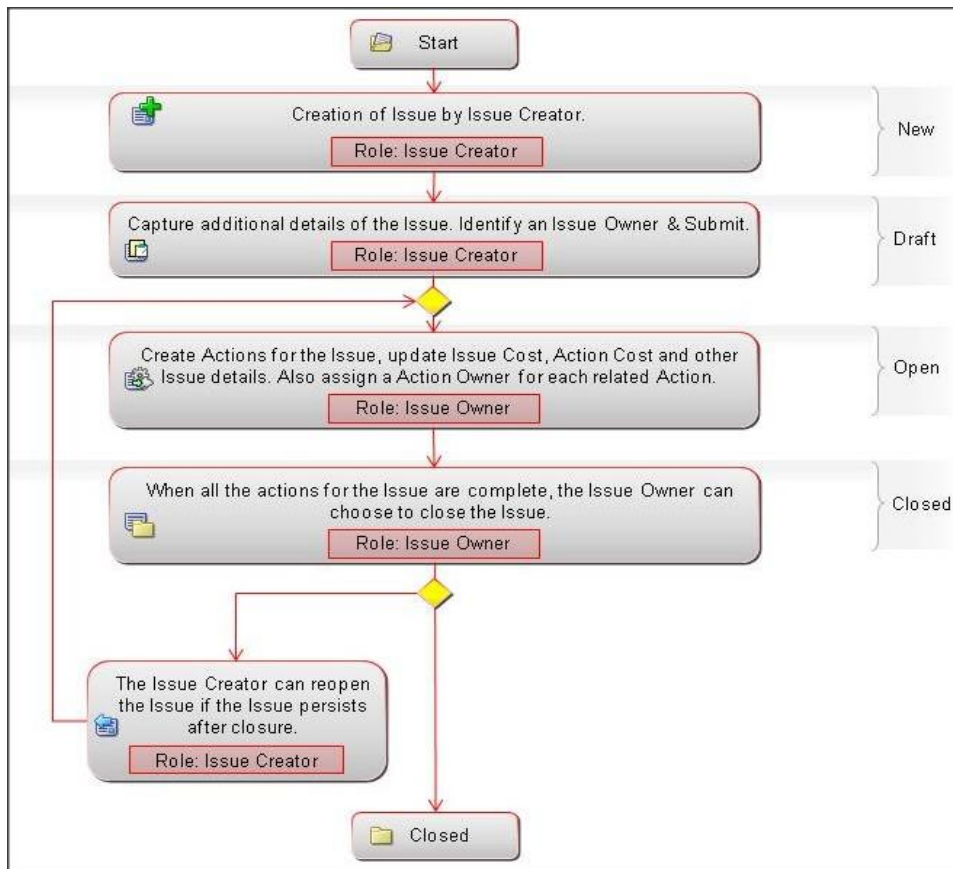 Start
Creation of Issue by Issue Creator.
Role: Issue Creator
New
Capture additional details of the Issue. Identify an Issue Owner & Submit.
Role: Issue Creator
Draft
Create Actions for the Issue, update Issue Cost, Action Cost and other
Issue details. Also assign a Action Owner for each related Action.
Role: Issue Owner
Open
When all the actions for the Issue are complete, the Issue Owner can
choose to close the Issue.
Role: Issue Owner
Closed
The Issue Creator can reopen
the Issue if the Issue persists
after closure.
Role: Issue Creator
Closed